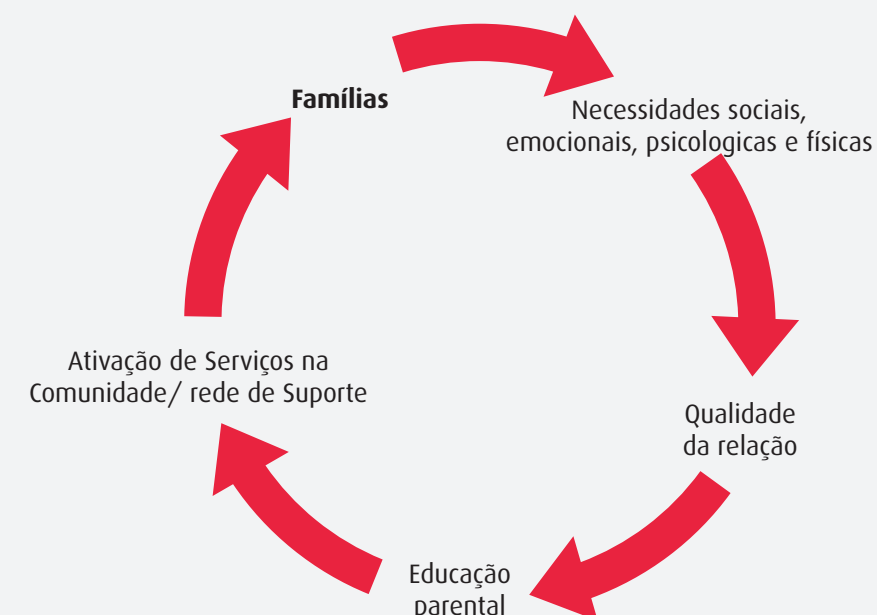 Famílias
Necessidades sociais,
emocionais, psicologicas e físicas
Qualidade
da relação
Educação
parental
Ativação de Serviços na
Comunidade/ rede de Suporte